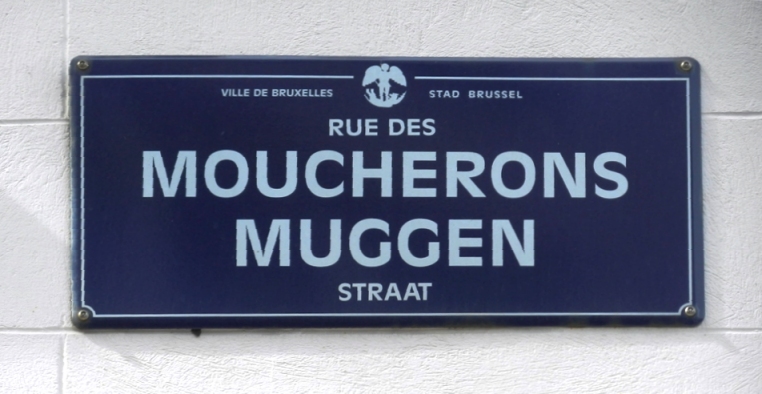 VILLE DE BRUXELLES STAD BRUSSEL
RUE DES
MOUCHERONS
MUGGEN
STRAAT